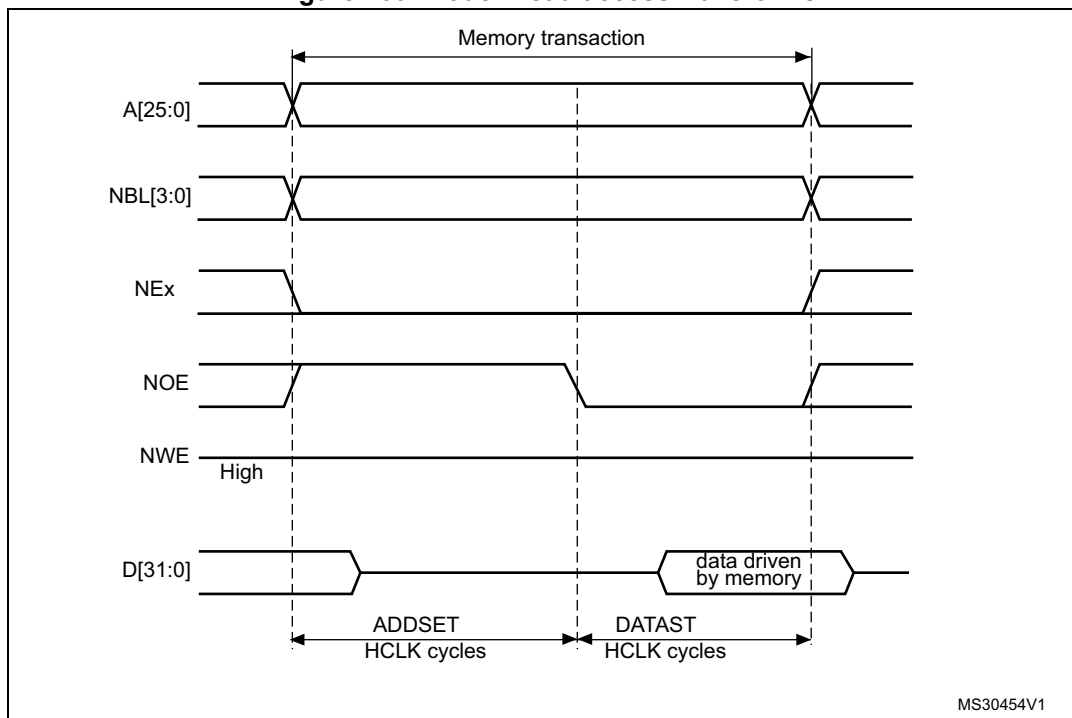 Memory transaction
A[25:0]
NBL[3:0]
NEx
NOE
NWE
High
D[31:0]
data driven
by memory
ADDSET
HCLK cycles
DATAST
HCLK cycles
MS30454V1